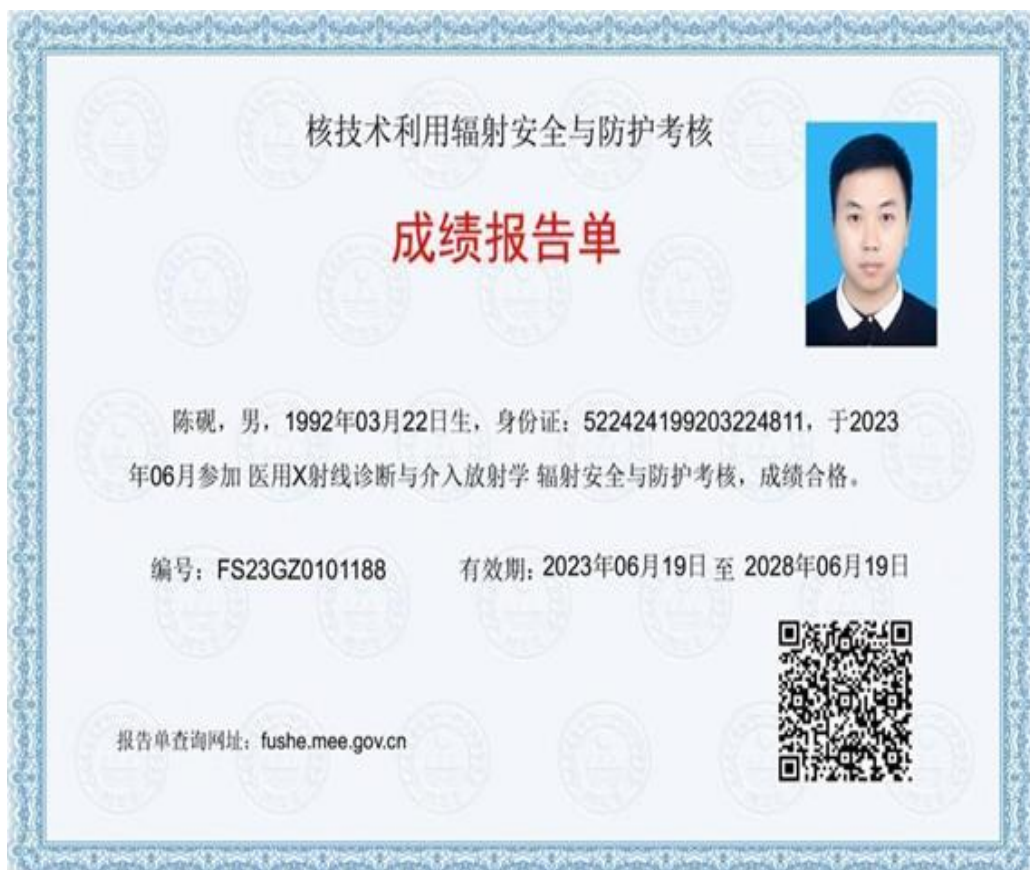 核技术利用辐射安全与防护考核
成绩报告单
陈砚，男，1992年03月22日生，身份证：522424199203224811，于2023
年06月参加 医用X射线诊断与介入放射学 辐射安全与防护考核，成绩合格。
编号：FS23GZ0101188 有效期：2023年06月19日 至 2028年06月19日
报告单查询网址：fushe.mee.gov.cn